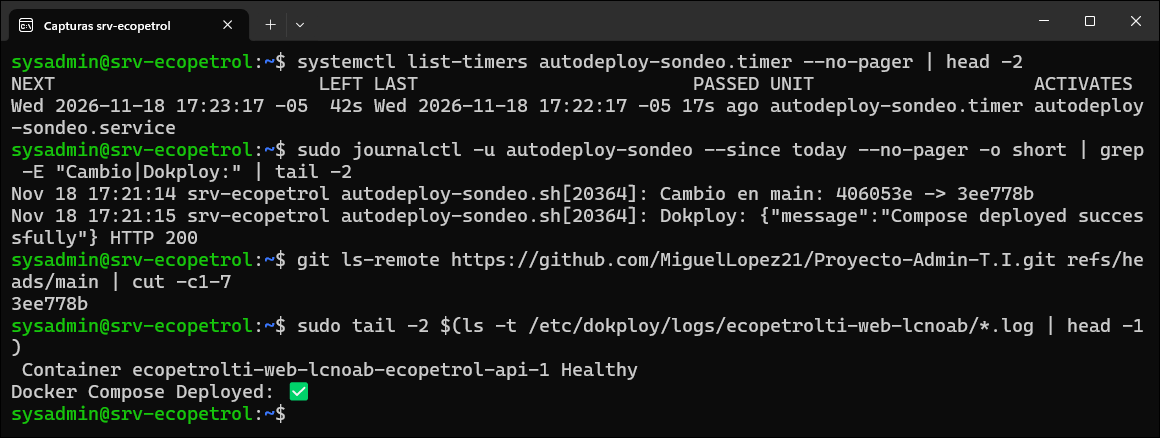 Capturas srv-ecopetrol
sysadmin@srv-ecopetrol:~$ systemctl list-timers autodeploy-sondeo.timer --no-pager | head -2
NEXT                        LEFT LAST                         PASSED UNIT                    ACTIVATES
Wed 2026-11-18 17:23:17 -05  42s Wed 2026-11-18 17:22:17 -05 17s ago autodeploy-sondeo.timer autodeploy
-sondeo.service
sysadmin@srv-ecopetrol:~$ sudo journalctl -u autodeploy-sondeo --since today --no-pager -o short | grep
 -E "Cambio|Dokploy:" | tail -2
Nov 18 17:21:14 srv-ecopetrol autodeploy-sondeo.sh[20364]: Cambio en main: 406053e -> 3ee778b
Nov 18 17:21:15 srv-ecopetrol autodeploy-sondeo.sh[20364]: Dokploy: {"message":"Compose deployed succes
sfully"} HTTP 200
sysadmin@srv-ecopetrol:~$ git ls-remote https://github.com/MiguelLopez21/Proyecto-Admin-T.I.git refs/he
ads/main | cut -c1-7
3ee778b
sysadmin@srv-ecopetrol:~$ sudo tail -2 $(ls -t /etc/dokploy/logs/ecopetrolti-web-lcnoab/*.log | head -1
)
 Container ecopetrolti-web-lcnoab-ecopetrol-api-1 Healthy
Docker Compose Deployed: ✅
sysadmin@srv-ecopetrol:~$